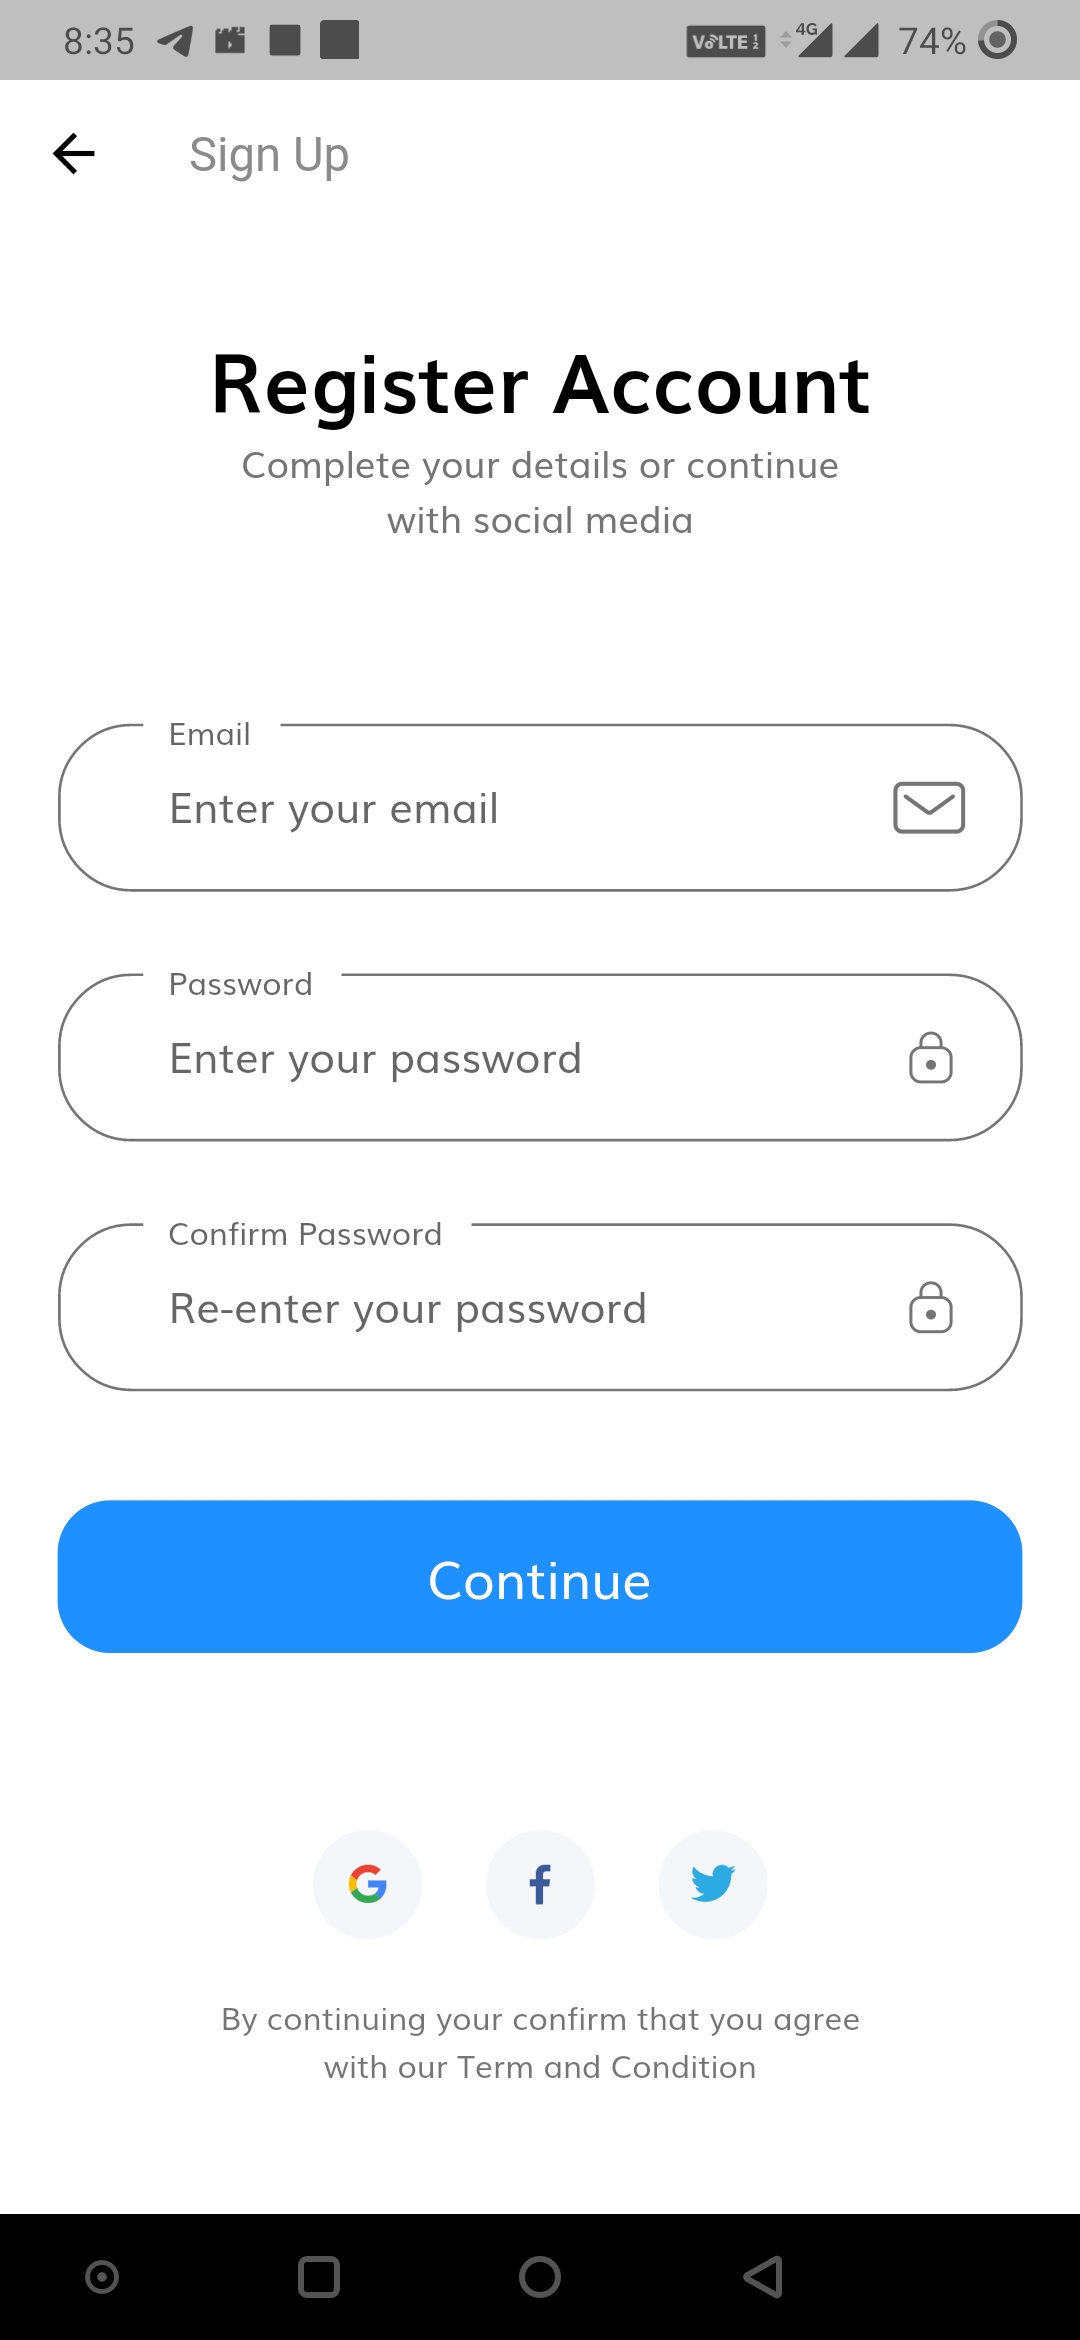 8:35 VoLTE 1 2 4G 74%
Sign Up
Register Account
Complete your details or continue
with social media
Email
Enter your email
Password
Enter your password
Confirm Password
Re-enter your password
Continue
By continuing your confirm that you agree
with our Term and Condition